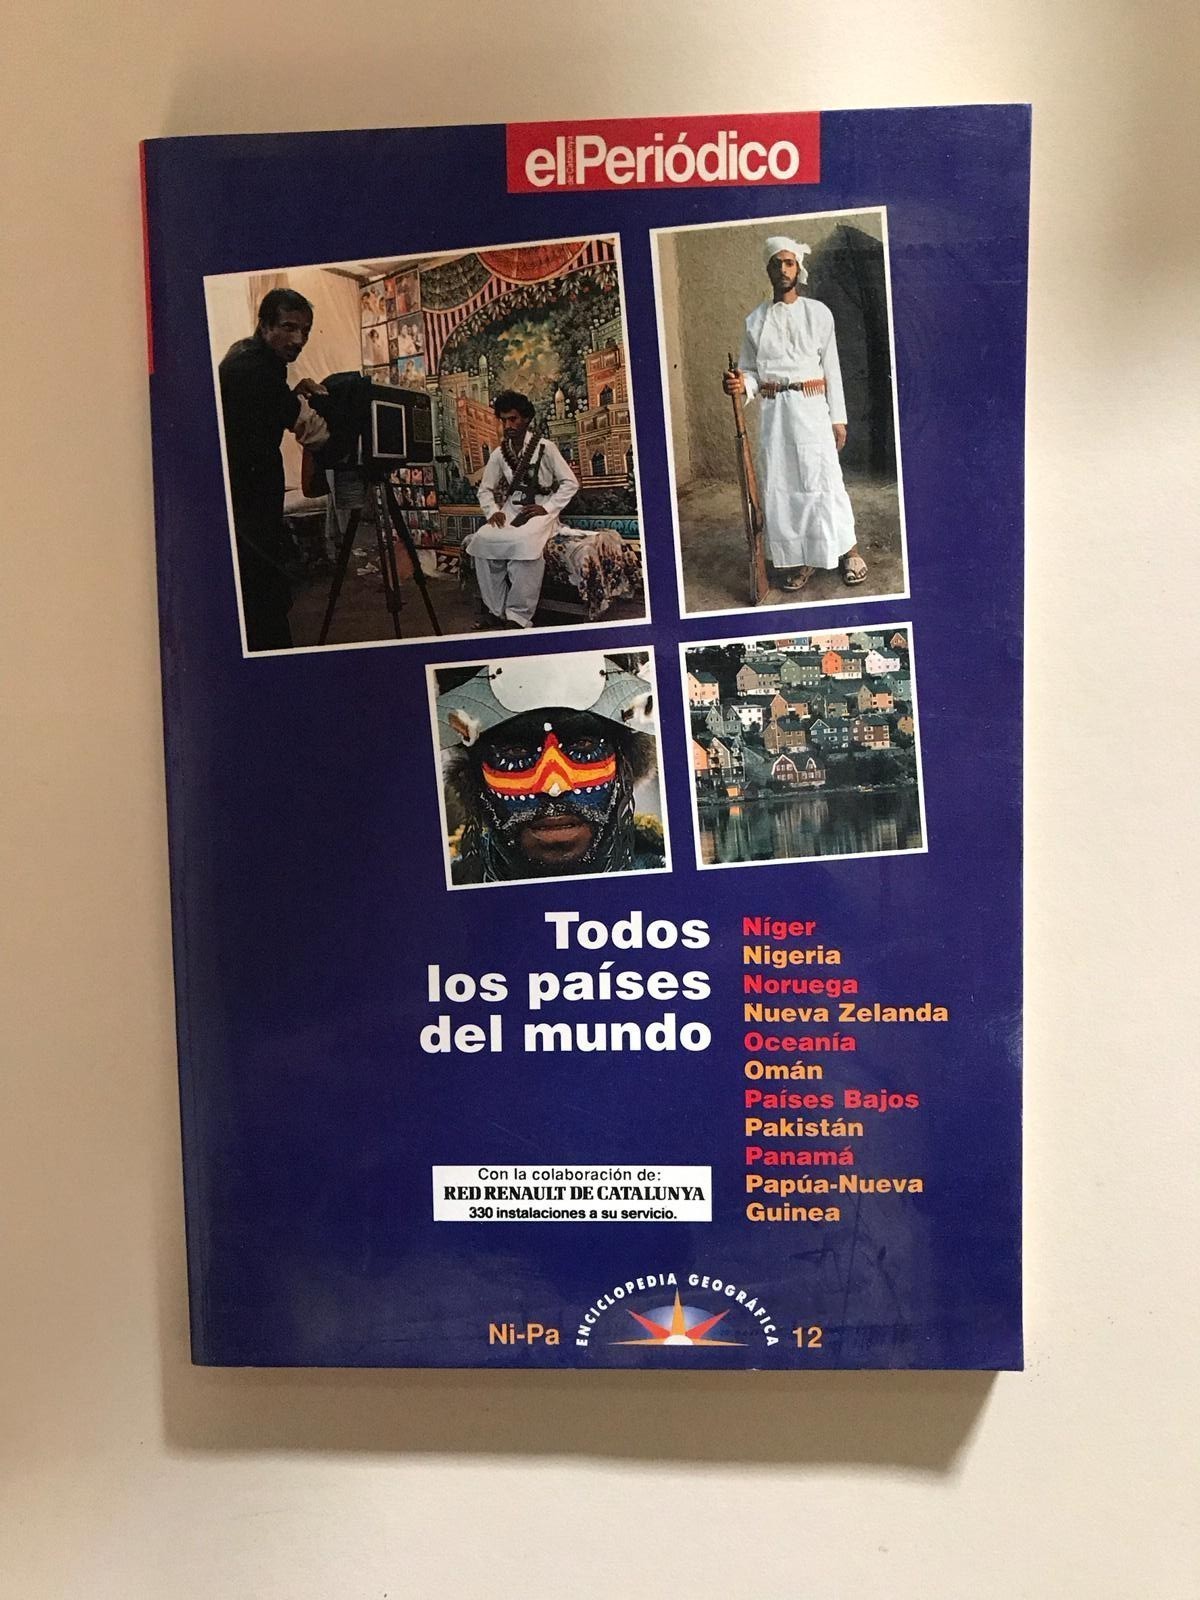 el de Catalunya Periódico
Todos
los países
del mundo
Níger
Nigeria
Noruega
Nueva Zelanda
Oceanía
Omán
Países Bajos
Pakistán
Panamá
Papúa-Nueva
Guinea
Con la colaboración de:
RED RENAULT DE CATALUNYA
330 instalaciones a su servicio.
Ni-Pa ENCICLOPEDIA GEOGRÁFICA 12